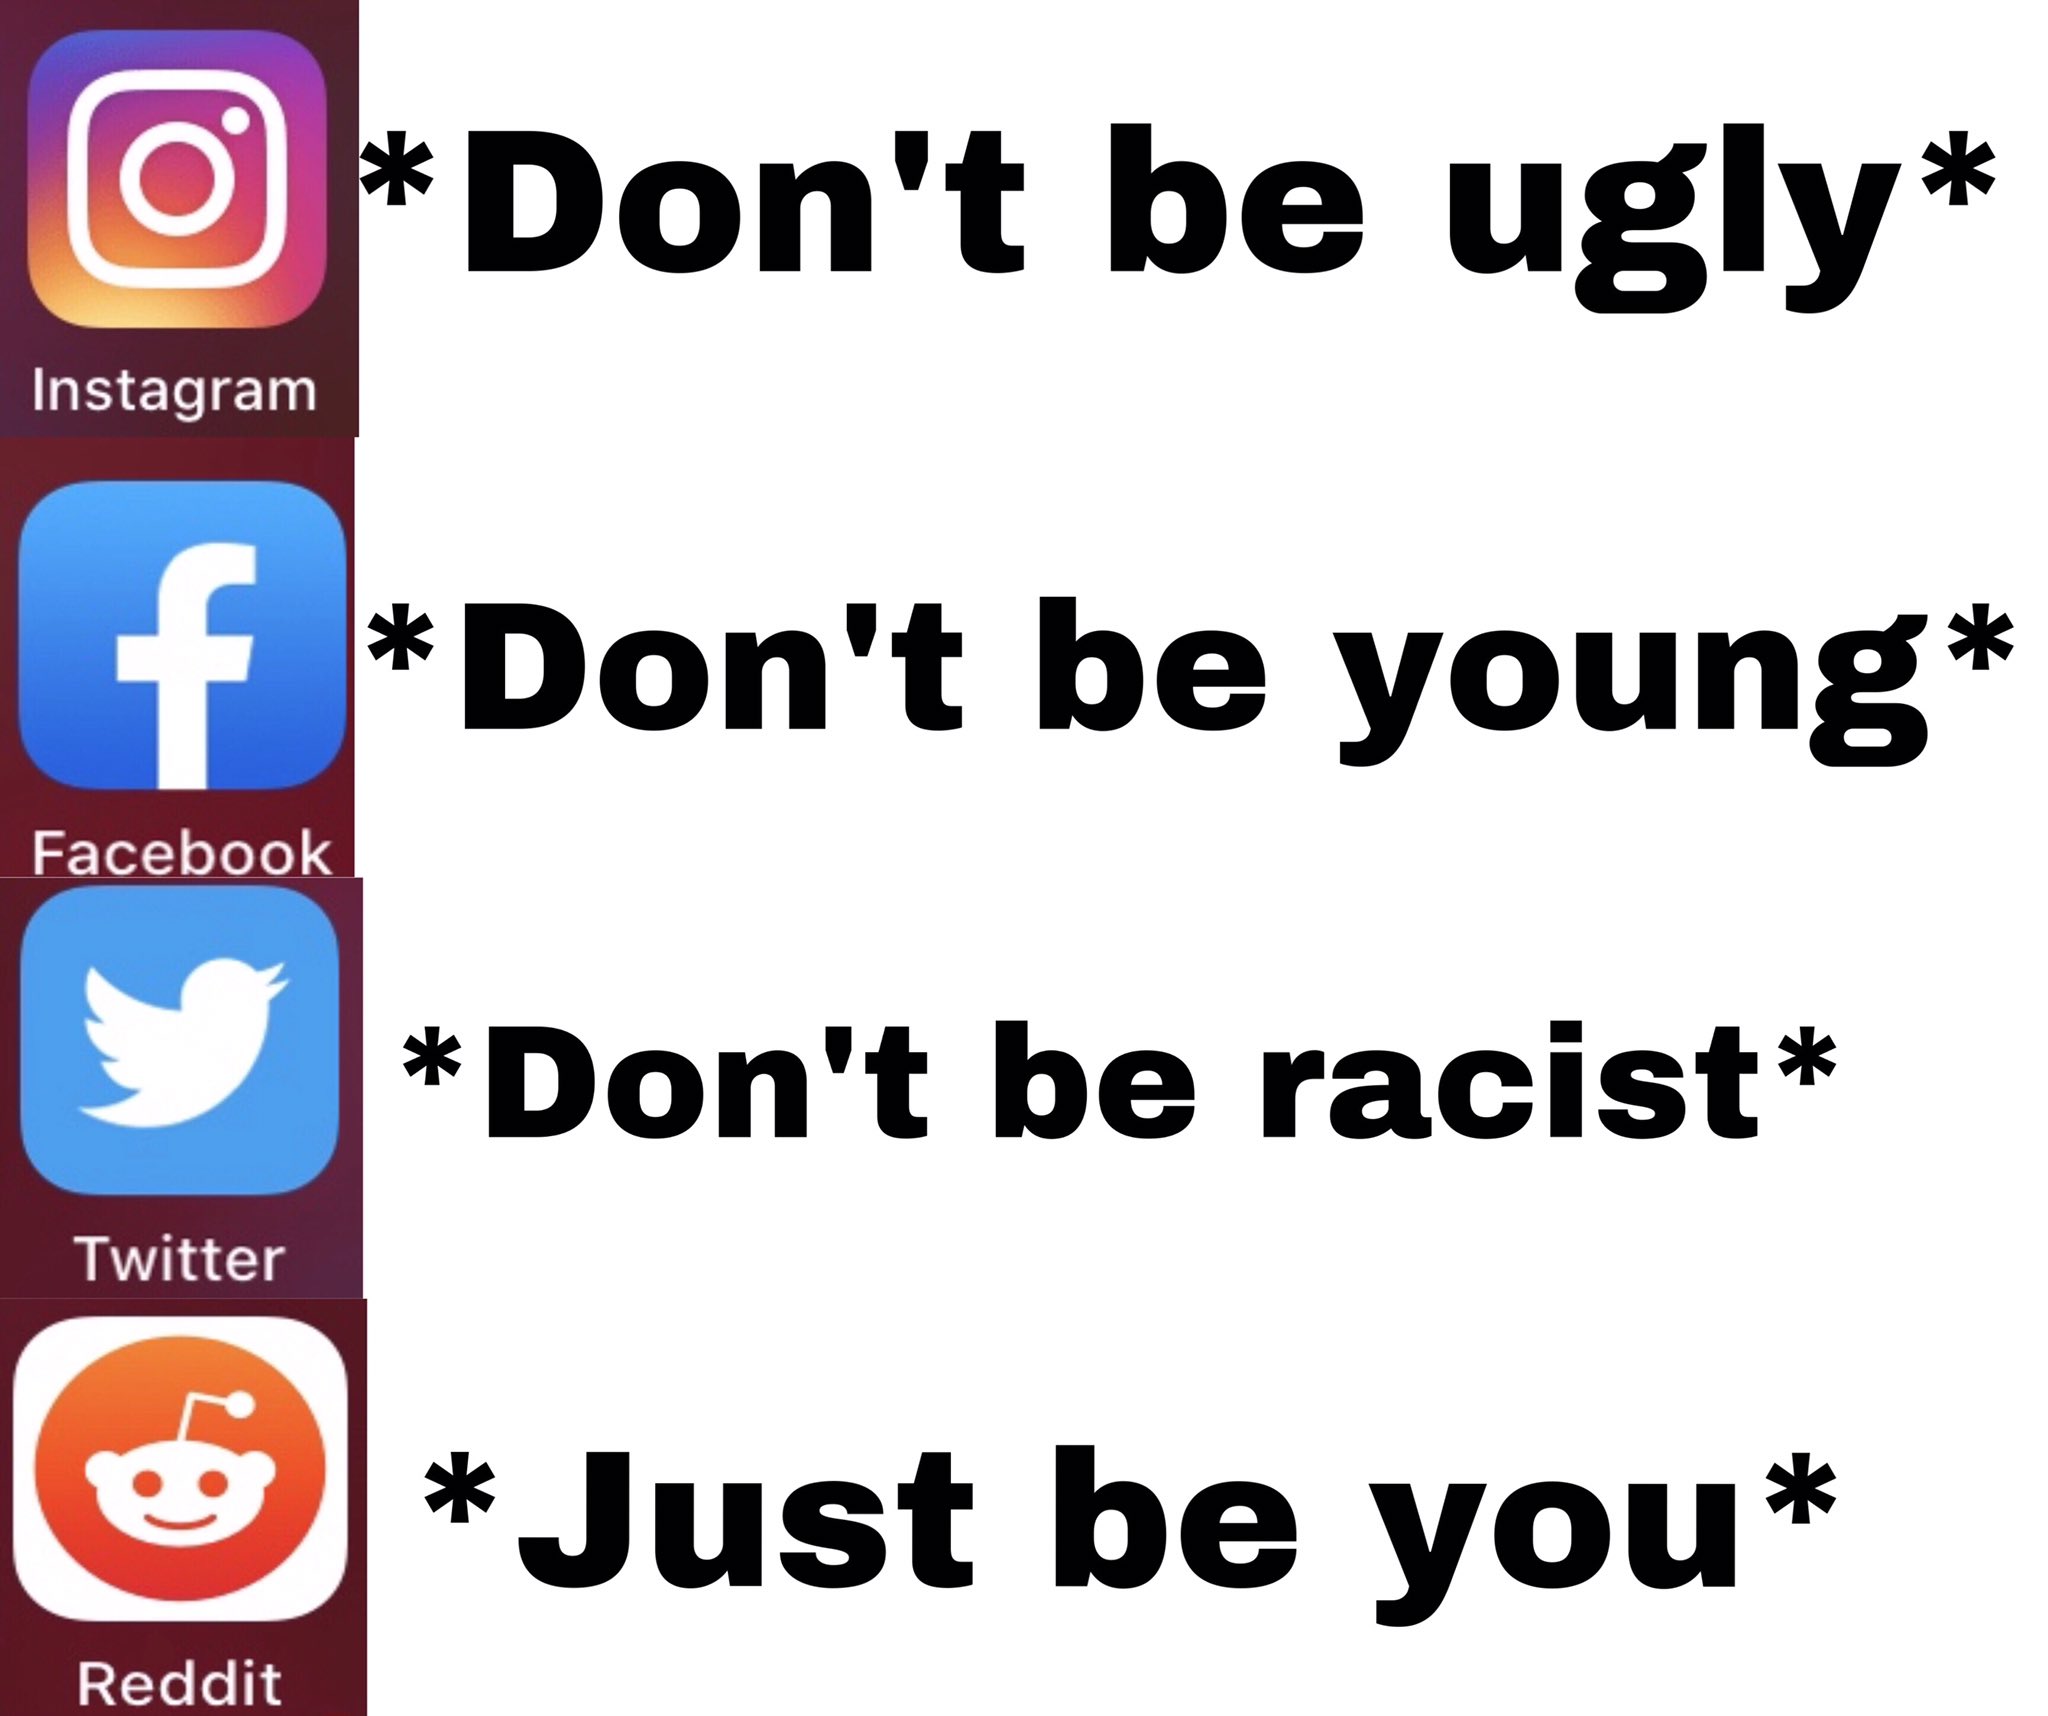 *Don't be ugly*
Instagram
*Don't be young*
Facebook
*Don't be racist*
Twitter
*Just be you*
Reddit